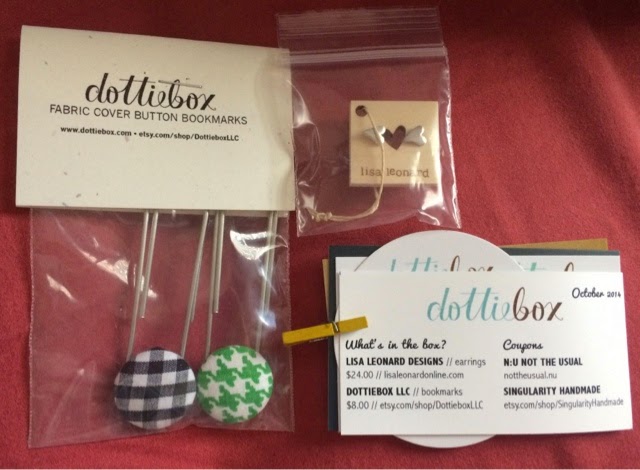 dottiebox
FABRIC COVER BUTTON BOOKMARKS
www.dottiebox.com • etsy.com/shop/DottieboxLLC
lisa leonard
dottiebox
dottiebox
October 2014
What's in the box?
LISA LEONARD DESIGNS // earrings
$24.00 // lisaleonardonline.com
DOTTIEBOX LLC // bookmarks
$8.00 // etsy.com/shop/DottieboxLLC
Coupons
N:U NOT THE USUAL
nottheusual.nu
SINGULARITY HANDMADE
etsy.com/shop/SingularityHandmade